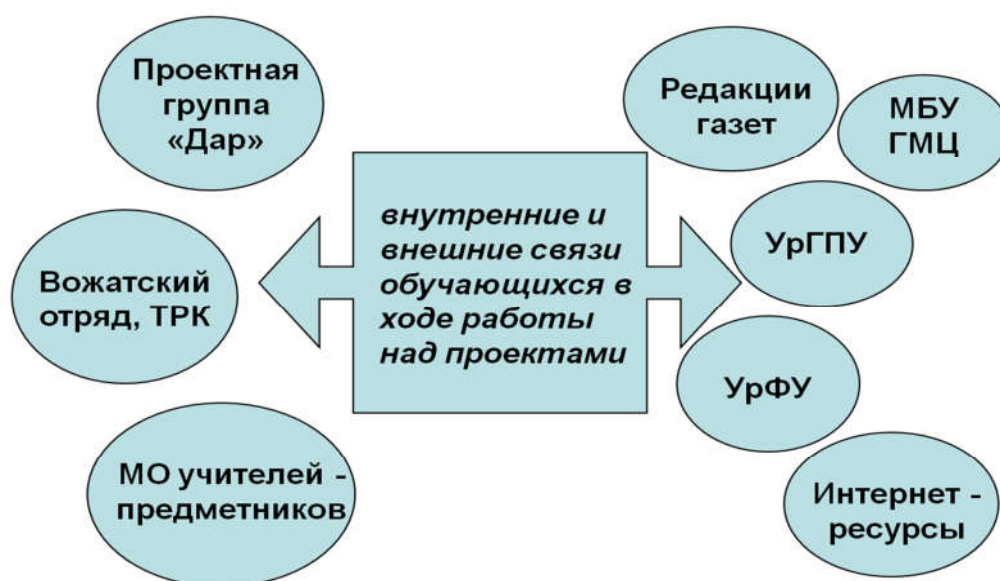 Проектная
группа
«Дар»
Вожатский
отряд, ТРК
МО учителей -
предметников
внутренние и
внешние связи
обучающихся в
ходе работы
над проектами
Редакции
газет
МБУ
ГМЦ
УрГПУ
УрФУ
Интернет -
ресурсы